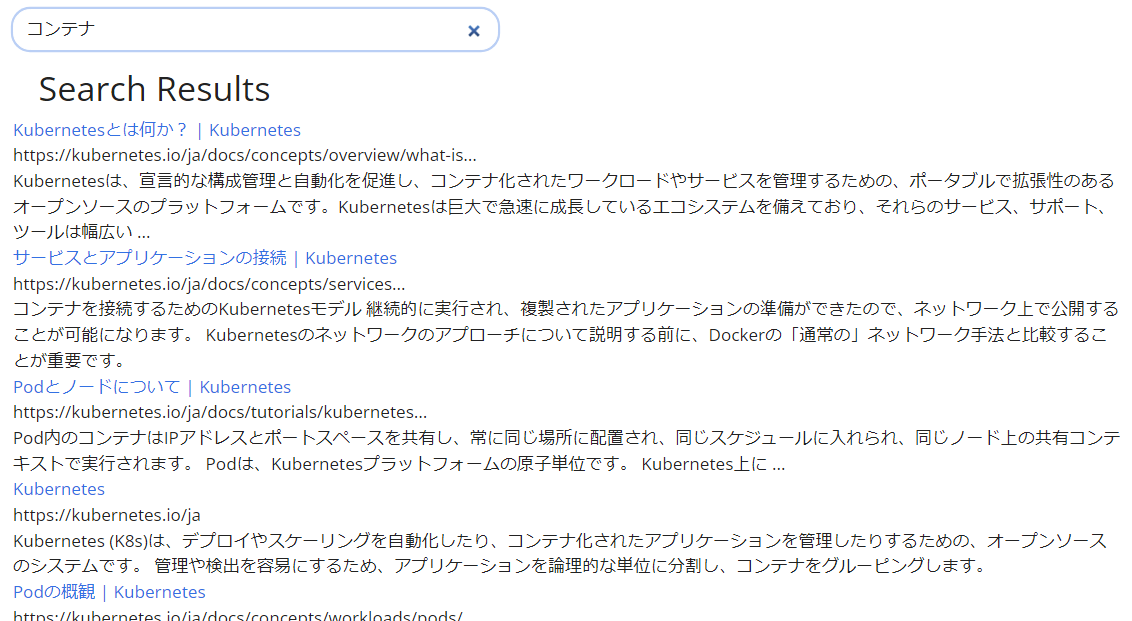 コンテナ
Search Results
Kubernetesとは何か？ | Kubernetes
https://kubernetes.io/ja/docs/concepts/overview/what-is...
Kubernetesは、宣言的な構成管理と自動化を促進し、コンテナ化されたワークロードやサービスを管理するための、ポータブルで拡張性のある
オープンソースのプラットフォームです。Kubernetesは巨大で急速に成長しているエコシステムを備えており、それらのサービス、サポート、
ツールは幅広い ...
サービスとアプリケーションの接続 | Kubernetes
https://kubernetes.io/ja/docs/concepts/services...
コンテナを接続するためのKubernetesモデル 継続的に実行され、複製されたアプリケーションの準備ができたので、ネットワーク上で公開する
ことが可能になります。 Kubernetesのネットワークのアプローチについて説明する前に、Dockerの「通常の」ネットワーク手法と比較するこ
とが重要です。
Podとノードについて | Kubernetes
https://kubernetes.io/ja/docs/tutorials/kubernetes...
Pod内のコンテナはIPアドレスとポートスペースを共有し、常に同じ場所に配置され、同じスケジュールに入れられ、同じノード上の共有コンテ
キストで実行されます。 Podは、Kubernetesプラットフォームの原子単位です。 Kubernetes上に ...
Kubernetes
https://kubernetes.io/ja
Kubernetes (K8s)は、デプロイやスケーリングを自動化したり、コンテナ化されたアプリケーションを管理したりするための、オープンソース
のシステムです。 管理や検出を容易にするため、アプリケーションを論理的な単位に分割し、コンテナをグルーピングします。
Podの概観 | Kubernetes
https://kubernetes.io/ja/docs/concepts/workloads/pods/